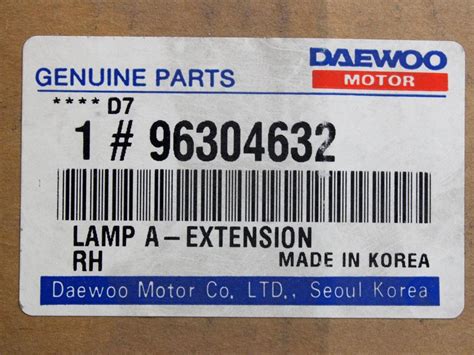 DAEWOO
GENUINE PARTS
MOTOR
**** D7
1 # 96304632
LAMP A-EXTENSION
RH MADE IN KOREA
Daewoo Motor Co. LTD., Seoul Korea